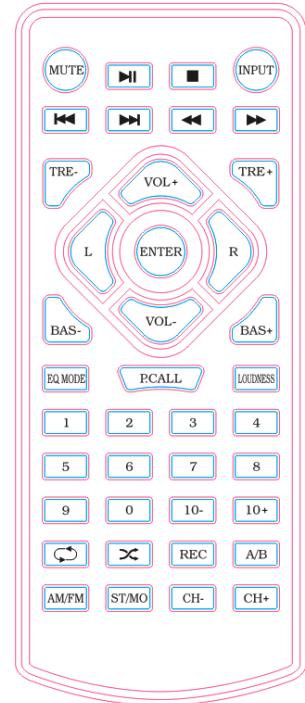 MUTE INPUT
TRE- VOL+ TRE+
L ENTER R
BAS- VOL- BAS+
E.Q. MODE P.CALL LOUDNESS
1 2 3 4
5 6 7 8
9 0 10- 10+
REC A/B
AM/FM ST/MO CH- CH+